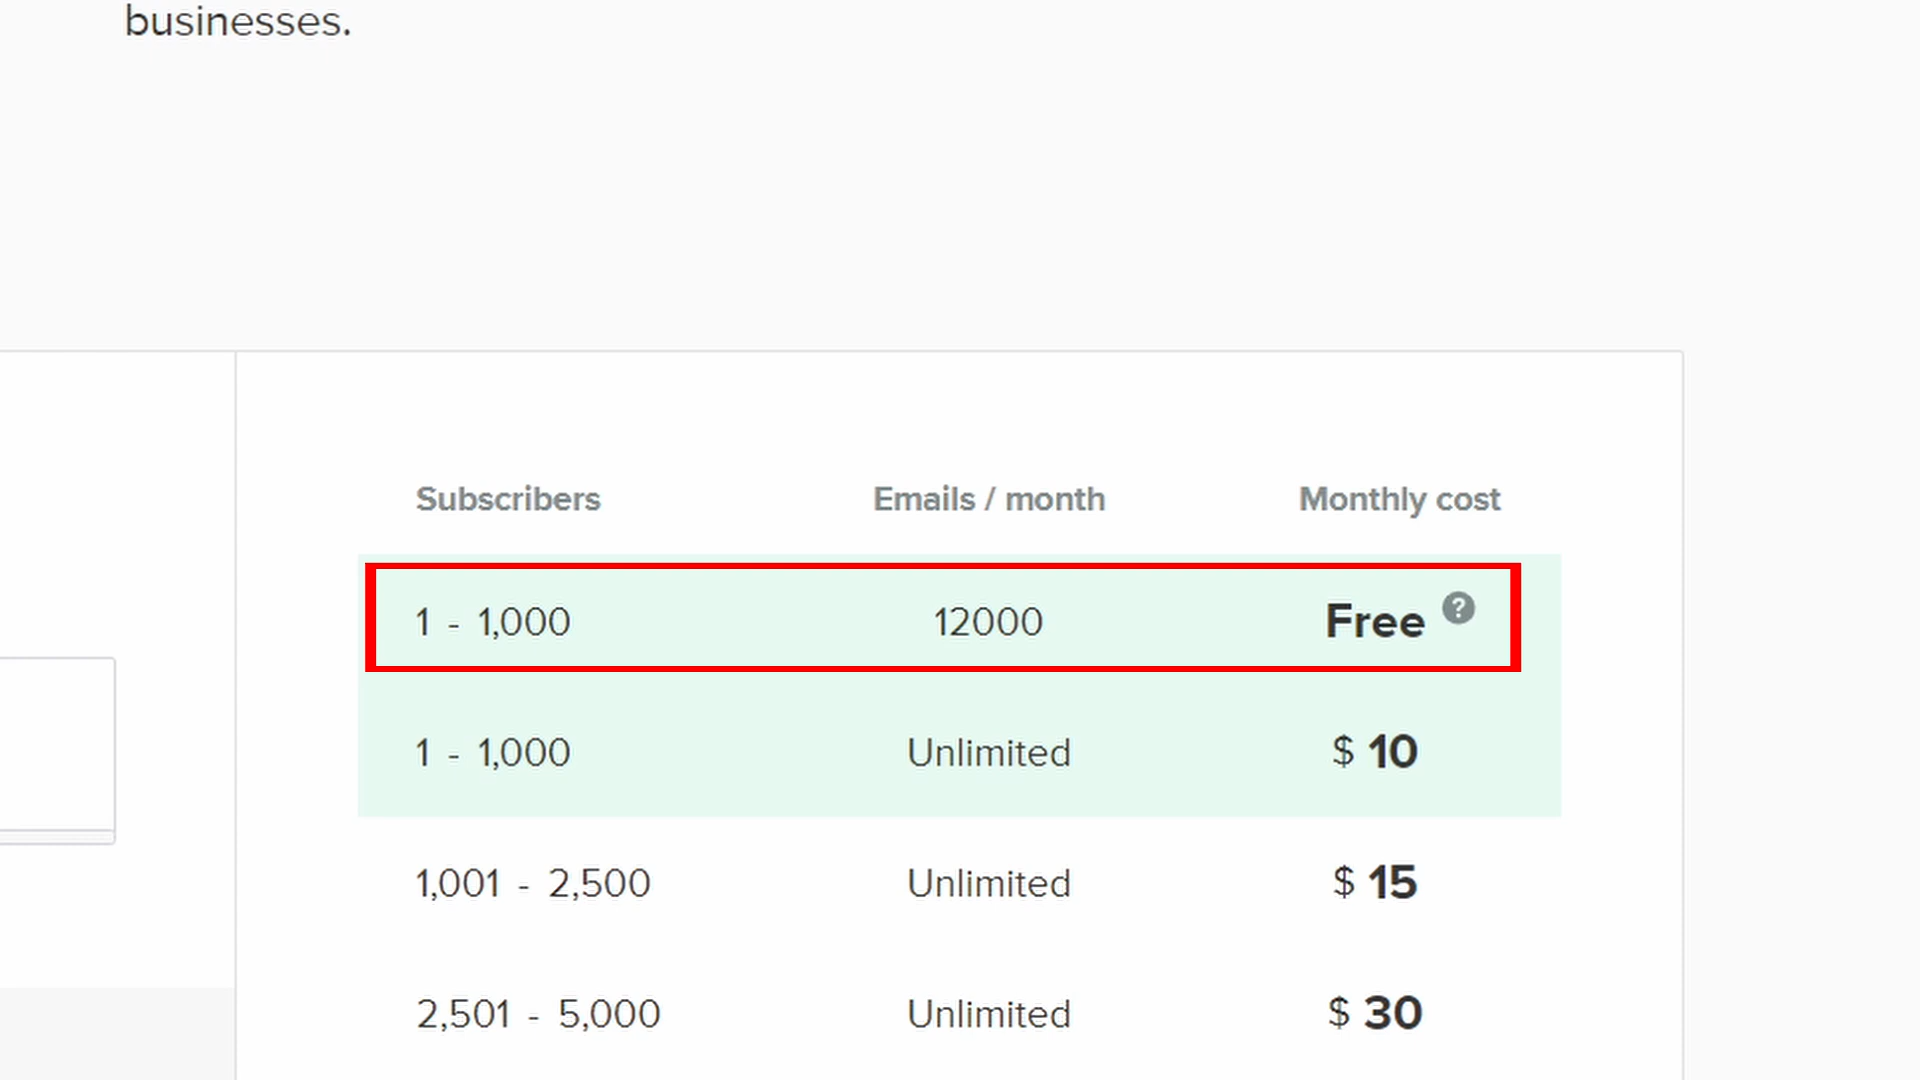 businesses.
Subscribers Emails / month Monthly cost
1 - 1,000 12000 Free ?
1 - 1,000 Unlimited $ 10
1,001 - 2,500 Unlimited $ 15
2,501 - 5,000 Unlimited $ 30